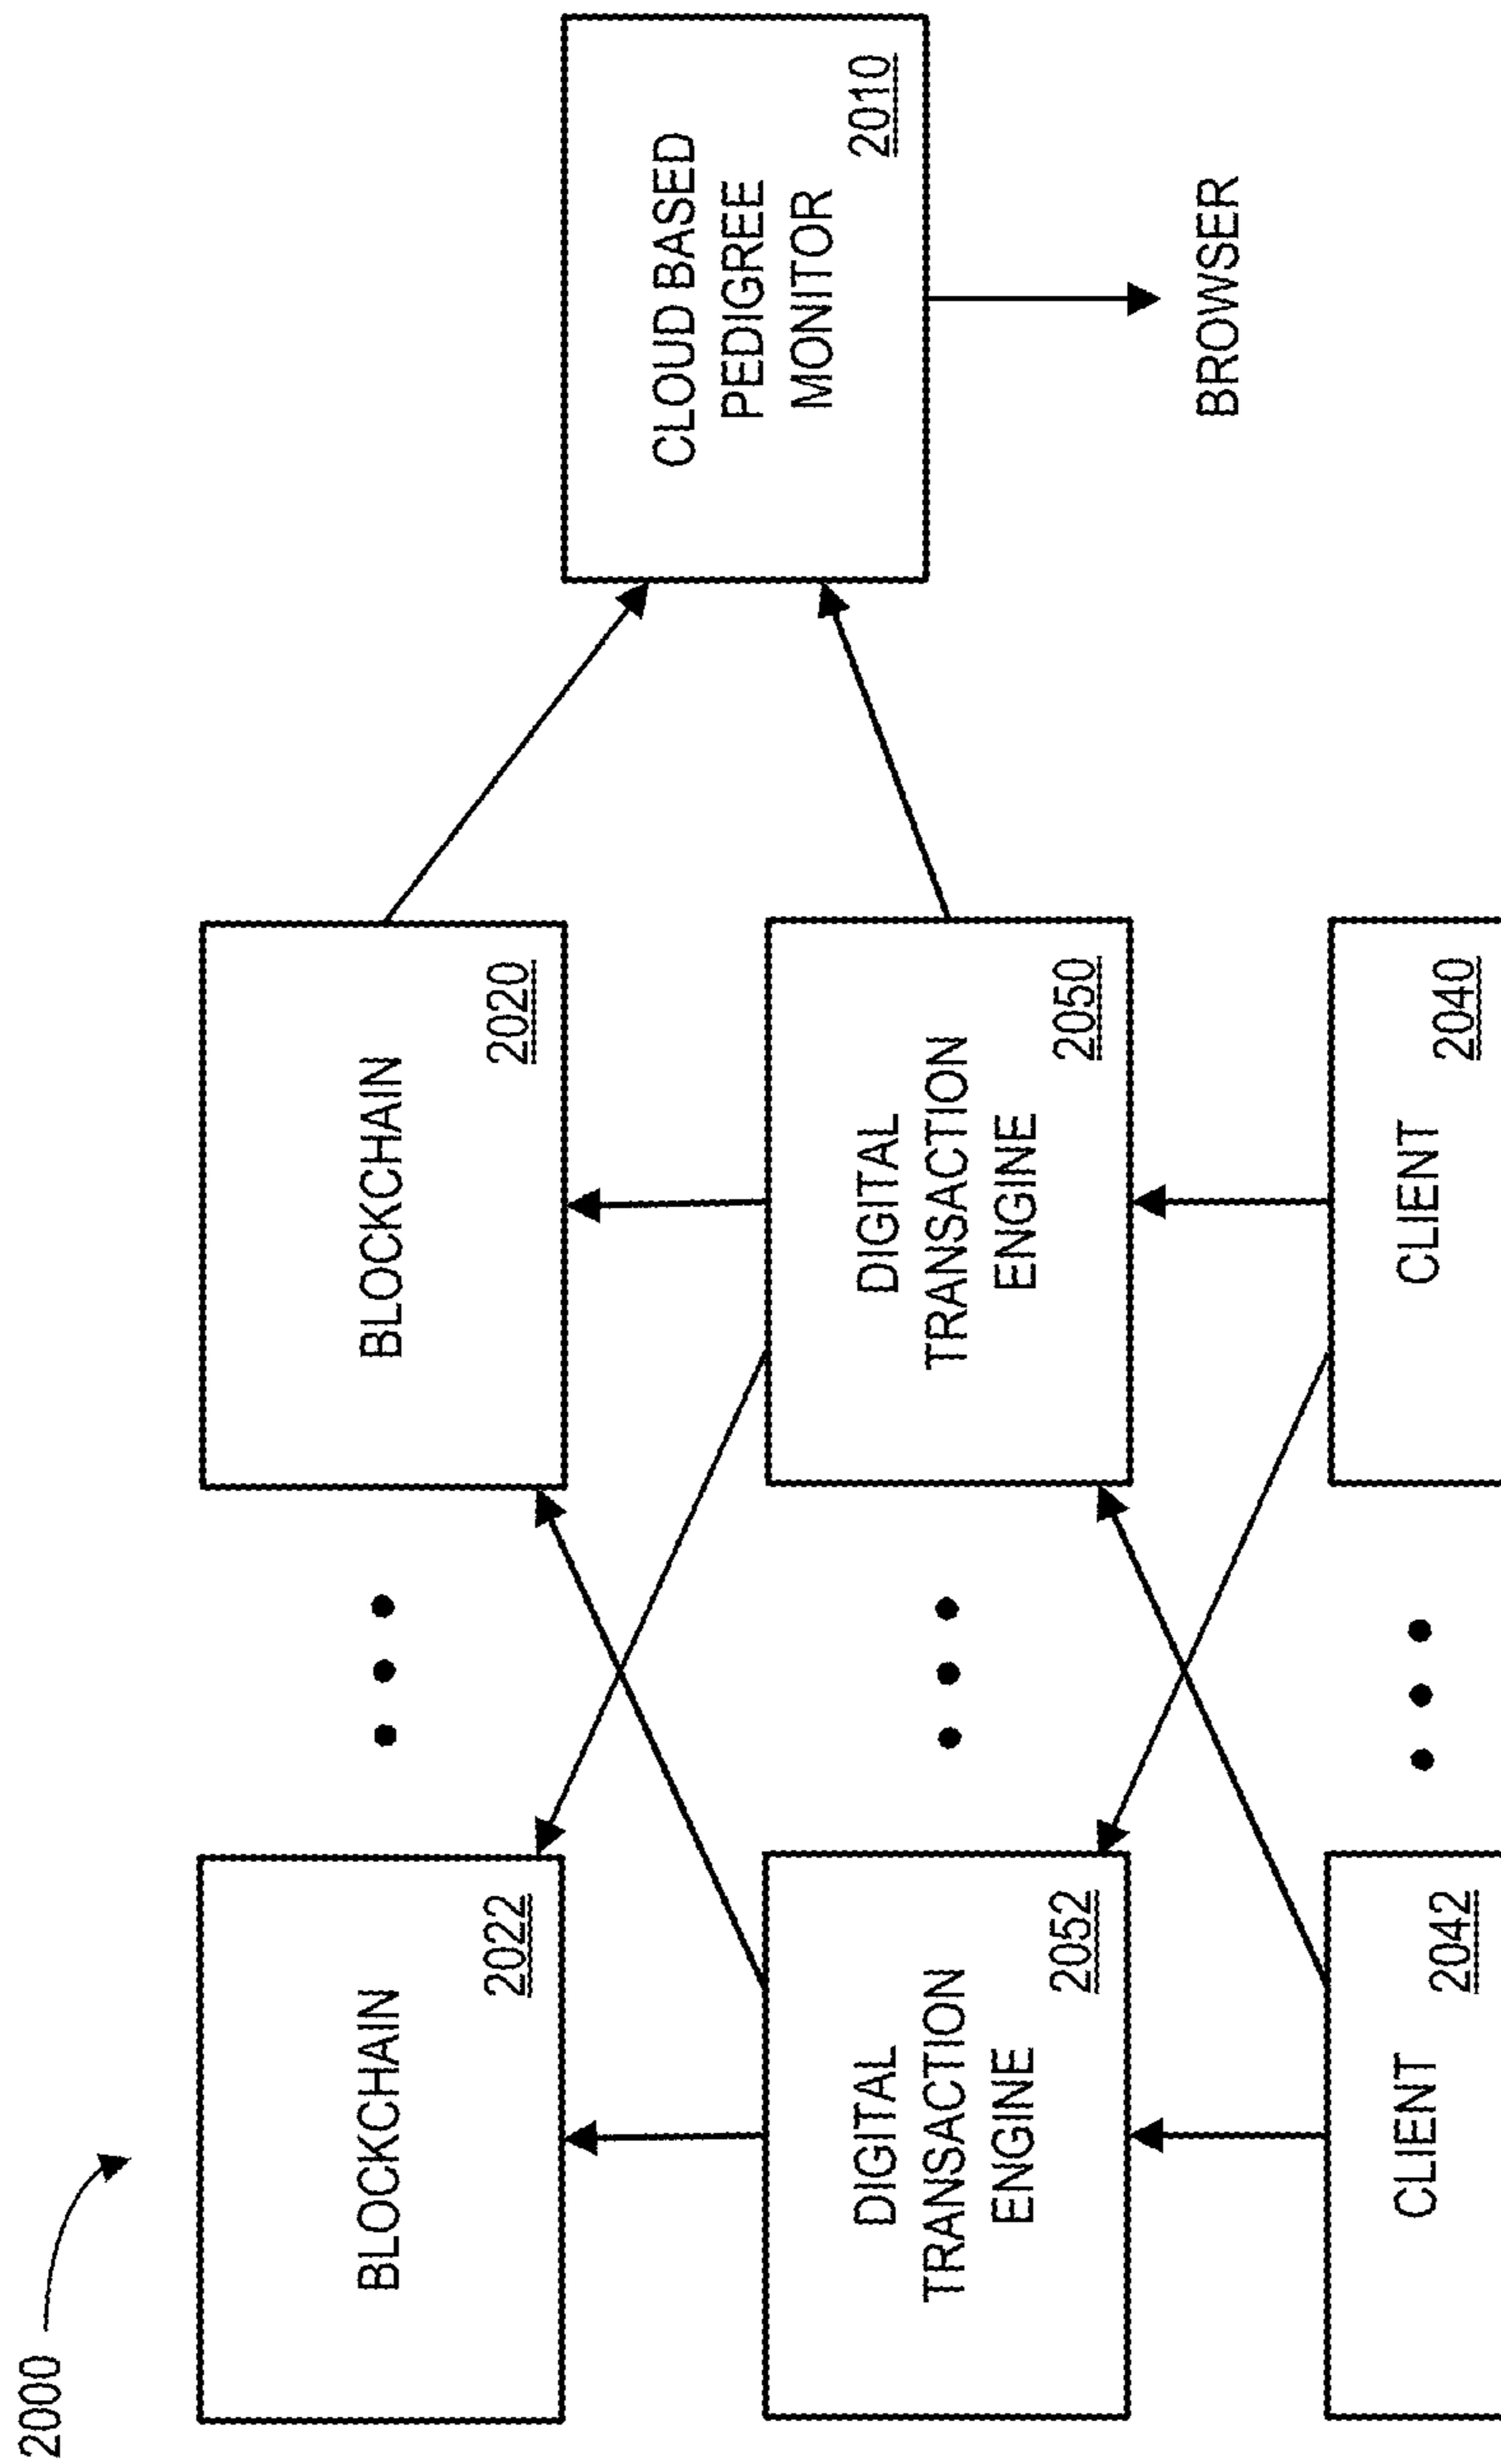 2000
BLOCKCHAIN
2022
BLOCKCHAIN
2020
CLOUD BASED
PEDIGREE
MONITOR
2010
BROWSER
DIGITAL
TRANSACTION
ENGINE
2052
DIGITAL
TRANSACTION
ENGINE
2050
CLIENT
2042
CLIENT
2040